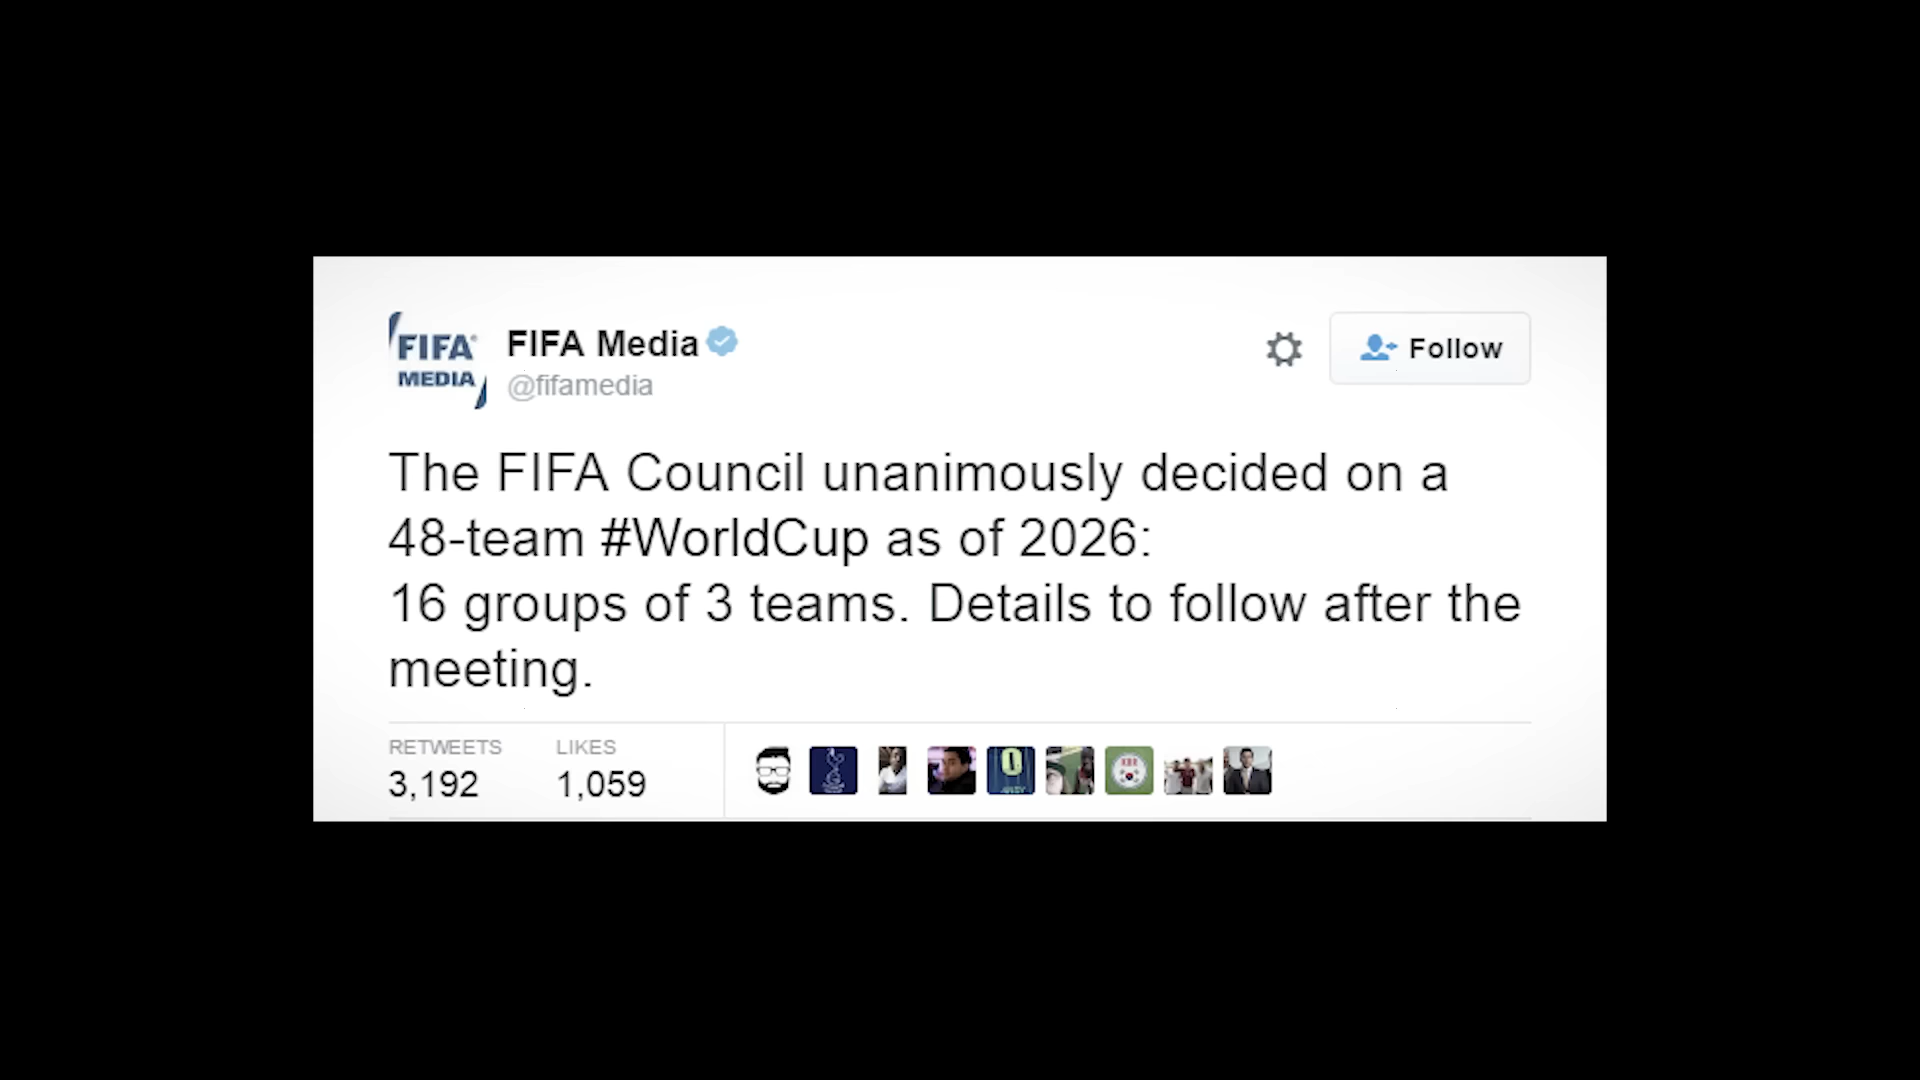 FIFA
MEDIA
FIFA Media
@fifamedia
Follow
The FIFA Council unanimously decided on a
48-team #WorldCup as of 2026:
16 groups of 3 teams. Details to follow after the
meeting.
RETWEETS LIKES
3,192 1,059